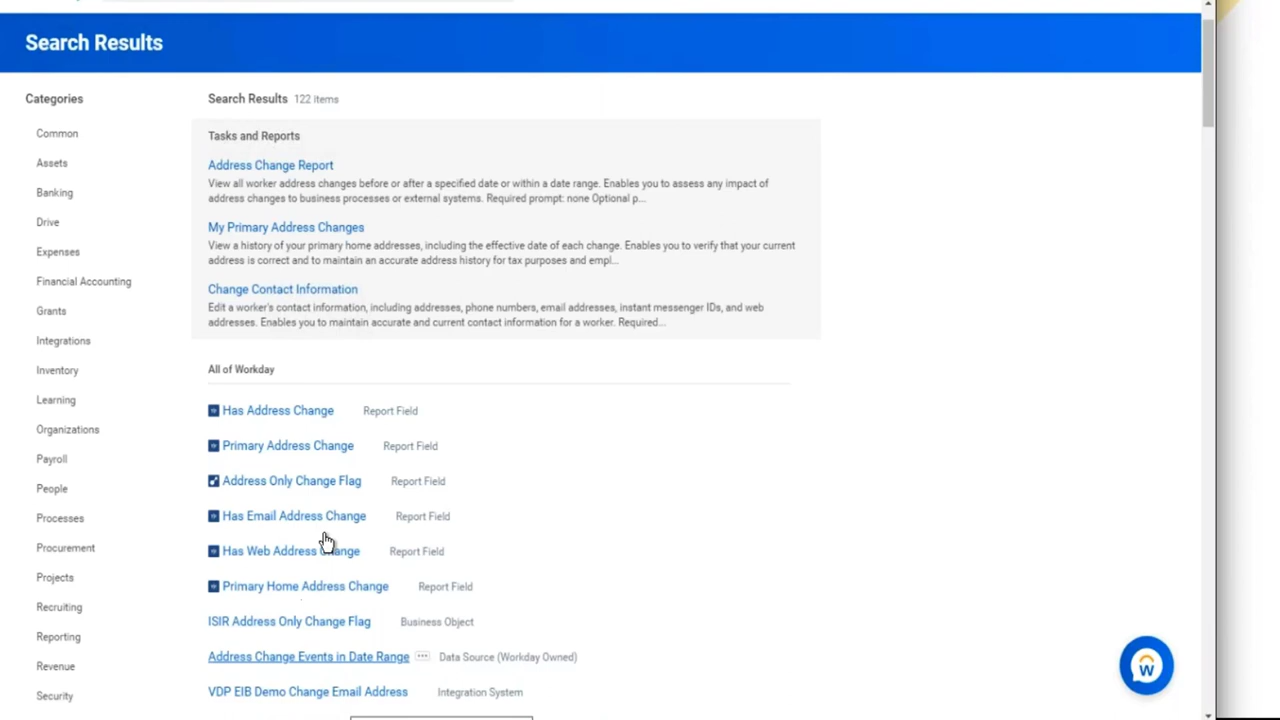 Search Results
Categories
Common
Assets
Banking
Drive
Expenses
Financial Accounting
Grants
Integrations
Inventory
Learning
Organizations
Payroll
People
Processes
Procurement
Projects
Recruiting
Reporting
Revenue
Security
Search Results 122 items
Tasks and Reports
Address Change Report
View all worker address changes before or after a specified date or within a date range. Enables you to assess any impact of
address changes to business processes or external systems. Required prompt: none Optional p...
My Primary Address Changes
View a history of your primary home addresses, including the effective date of each change. Enables you to verify that your current
address is correct and to maintain an accurate address history for tax purposes and empl...
Change Contact Information
Edit a worker's contact information, including addresses, phone numbers, email addresses, instant messenger IDs, and web
addresses. Enables you to maintain accurate and current contact information for a worker. Required...
All of Workday
Has Address Change Report Field
Primary Address Change Report Field
Address Only Change Flag Report Field
Has Email Address Change Report Field
Has Web Address Change Report Field
Primary Home Address Change Report Field
ISIR Address Only Change Flag Business Object
Address Change Events in Date Range Data Source (Workday Owned)
VDP EIB Demo Change Email Address Integration System
W